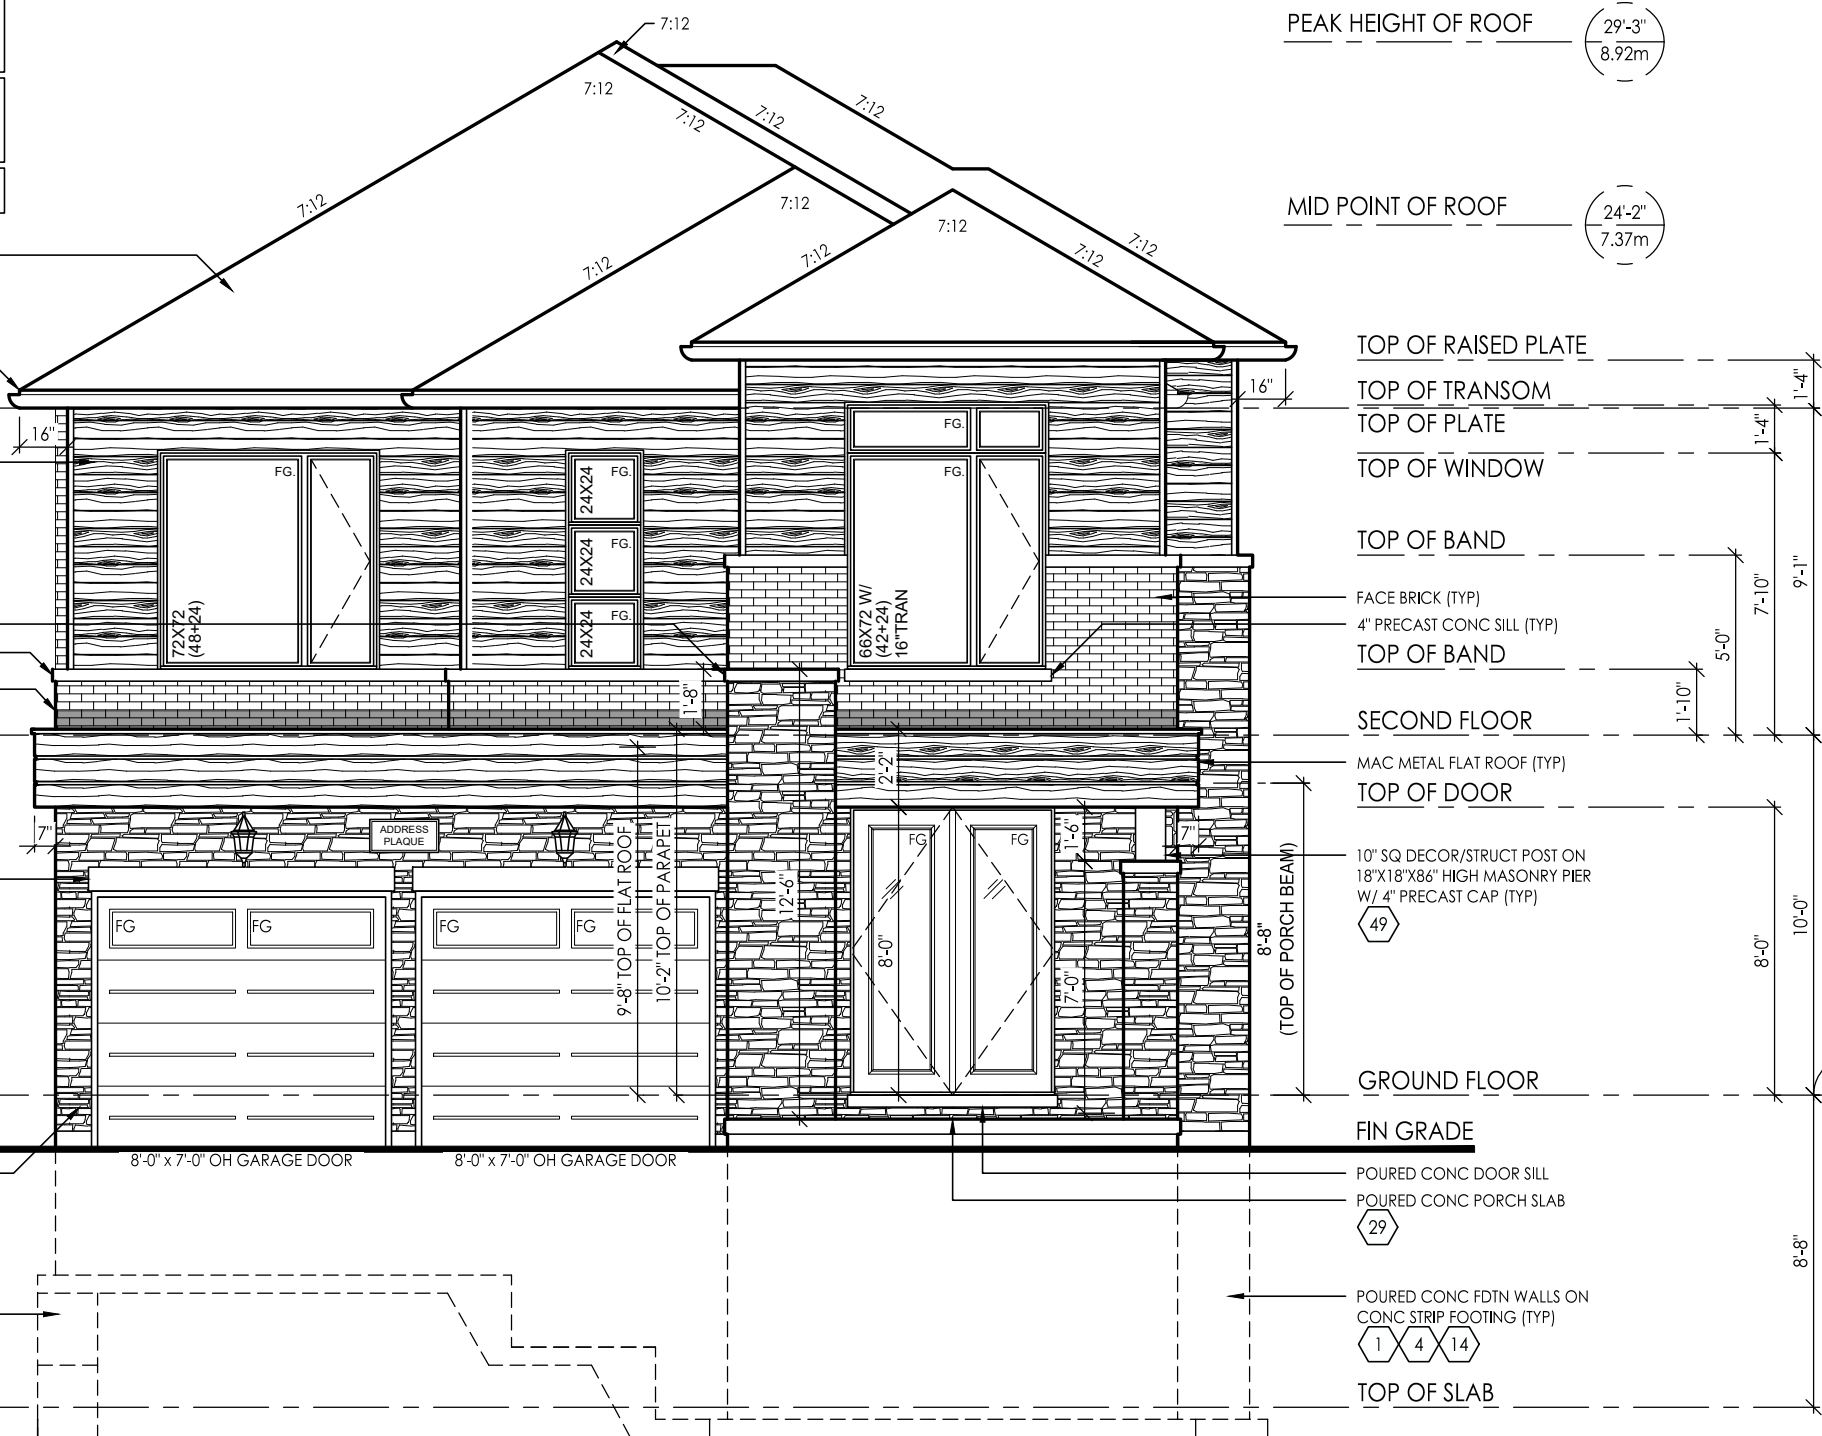 7:12
PEAK HEIGHT OF ROOF
29'-3"
8.92m
7:12
7:12
7:12
7:12
7:12
7:12
MID POINT OF ROOF
24'-2"
7.37m
7:12
7:12
7:12
7:12
7:12
TOP OF RAISED PLATE
TOP OF TRANSOM
TOP OF PLATE
TOP OF WINDOW
TOP OF BAND
FACE BRICK (TYP)
4" PRECAST CONC SILL (TYP)
TOP OF BAND
SECOND FLOOR
MAC METAL FLAT ROOF (TYP)
TOP OF DOOR
10" SQ DECOR/STRUCT POST ON
18"X18"X86" HIGH MASONRY PIER
W/ 4" PRECAST CAP (TYP)
49
GROUND FLOOR
FIN GRADE
POURED CONC DOOR SILL
POURED CONC PORCH SLAB
29
POURED CONC FDTN WALLS ON
CONC STRIP FOOTING (TYP)
1 4 14
TOP OF SLAB
1'-4"
1'-4"
9'-1"
7'-10"
5'-0"
1'-10"
10'-0"
8'-0"
8'-8"
16"
16"
FG.
FG.
FG.
FG.
FG.
FG.
72X72
(48+24)
24X24
24X24
24X24
66X72 W/
(42+24)
16"TRAN
1'-8"
2'-2"
7"
ADDRESS
PLAQUE
9'-8" TOP OF FLAT ROOF
10'-2" TOP OF PARAPET
12'-6"
8'-0"
FG
FG
1'-6"
7'-0"
7"
8'-8"
(TOP OF PORCH BEAM)
FG
FG
FG
FG
8'-0" x 7'-0" OH GARAGE DOOR
8'-0" x 7'-0" OH GARAGE DOOR